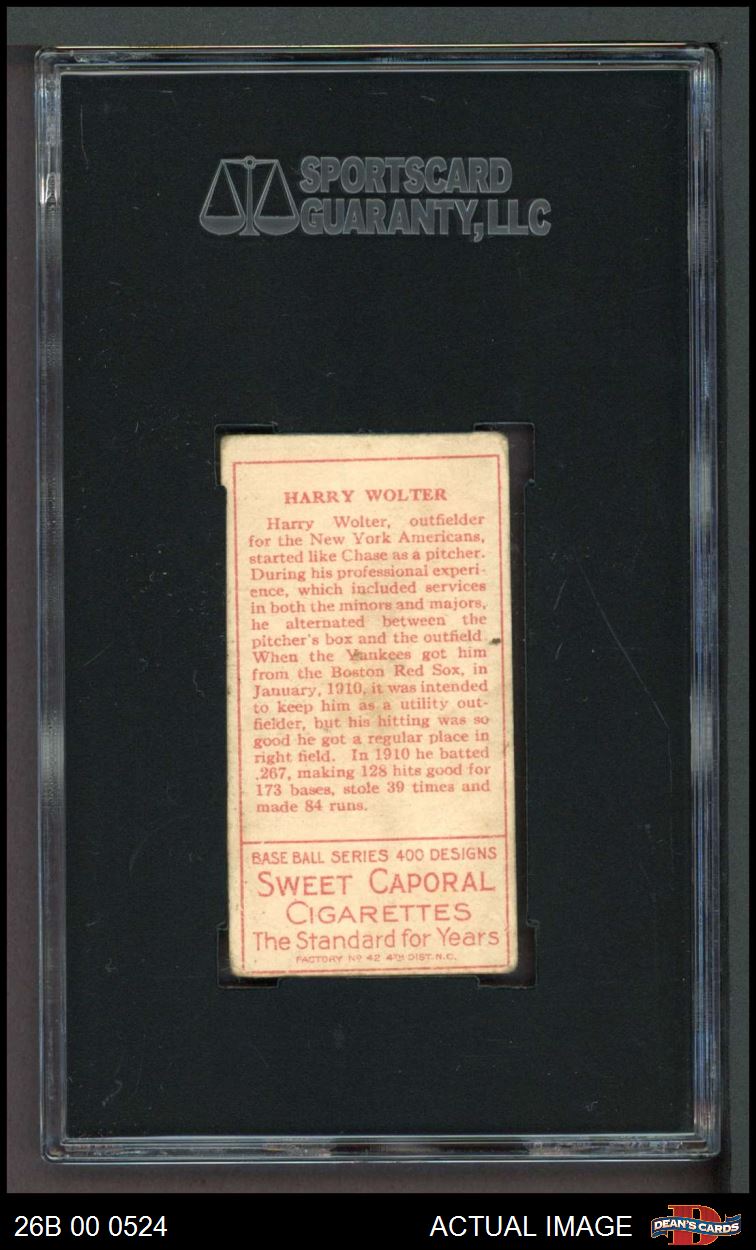 SPORTSCARD
GUARANTY, LLC
HARRY WOLTER
Harry Wolter, outfielder
for the New York Americans,
started like Chase as a pitcher.
During his professional experi-
ence, which included services
in both the minors and majors,
he alternated between the
pitcher's box and the outfield.
When the Yankees got him
from the Boston Red Sox, in
January, 1910, it was intended
to keep him as a utility out-
fielder, but his hitting was so
good he got a regular place in
right field. In 1910 he batted
.267, making 128 hits good for
173 bases, stole 39 times and
made 84 runs.
BASE BALL SERIES 400 DESIGNS
SWEET CAPORAL
CIGARETTES
The Standard for Years
FACTORY Nº 42 4TH DIST. N.C.
26B 00 0524
ACTUAL IMAGE
D
DEAN'S CARDS